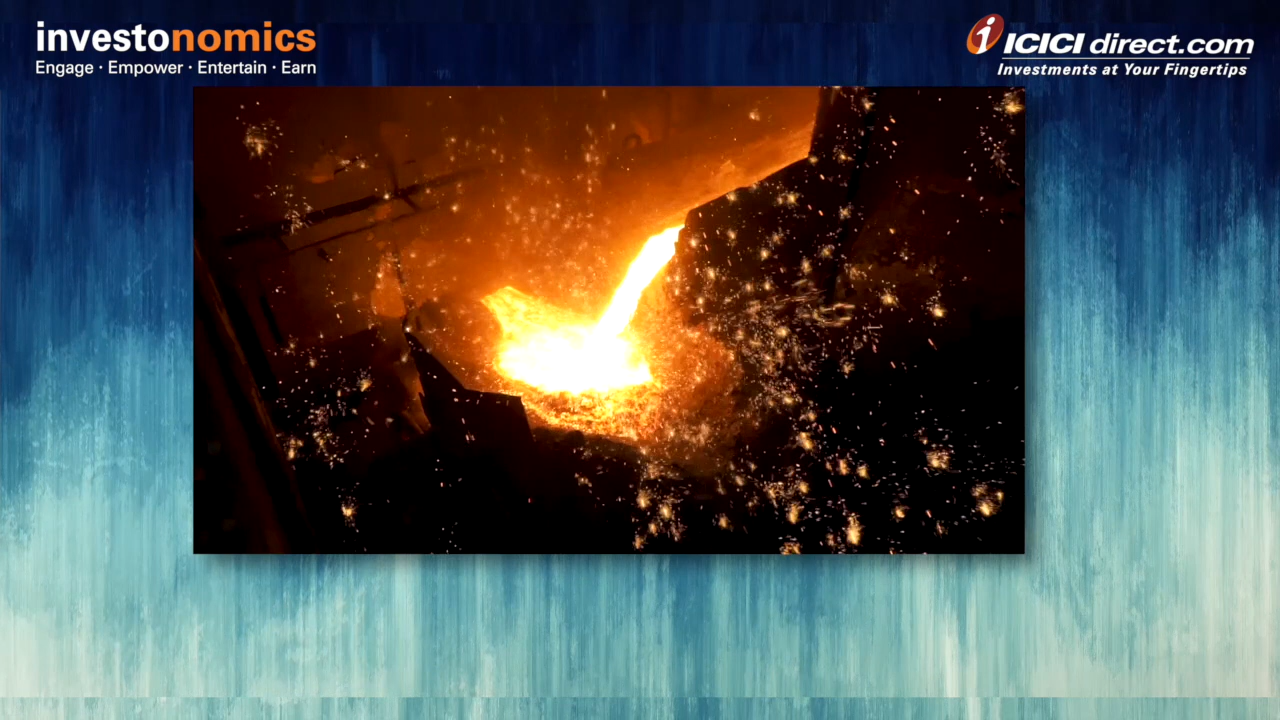 investonomics
Engage · Empower · Entertain · Earn
i ICICI direct.com
Investments at Your Fingertips